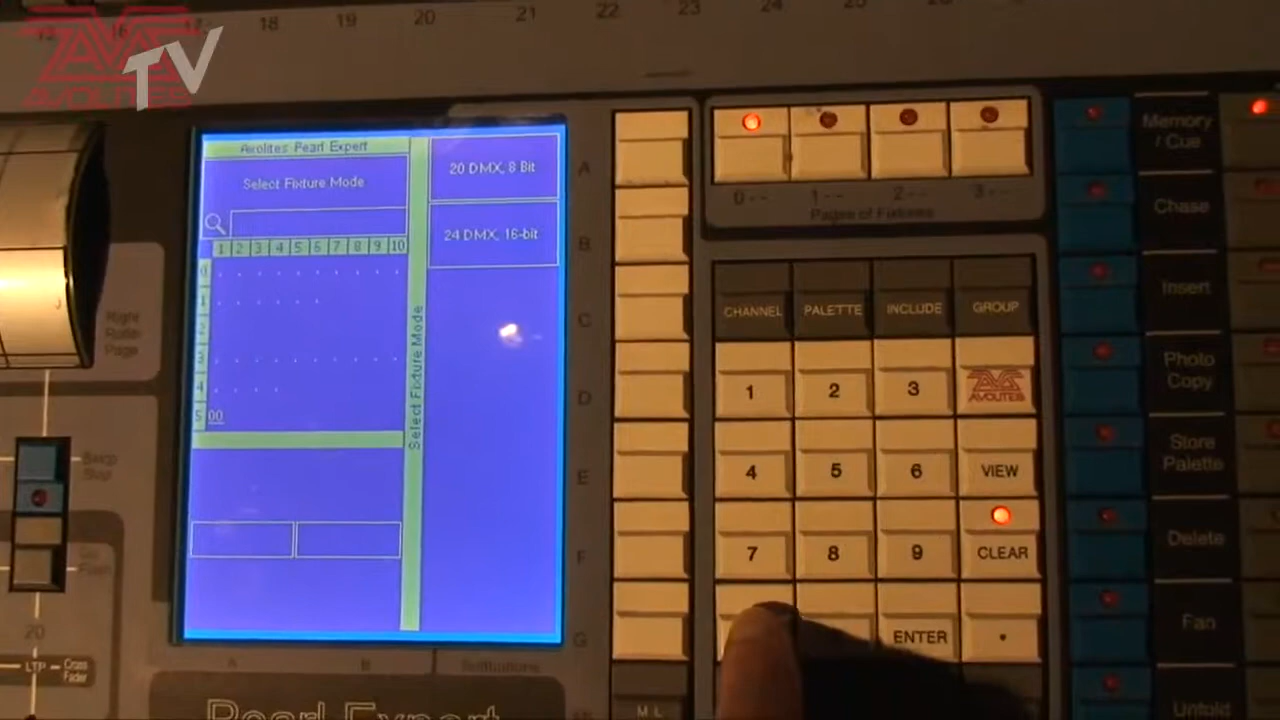 18
19
20
21
22
23
24
AVOLITES
TV
Avolites Pearl Expert
Select Fixture Mode
1 2 3 4 5 6 7 8 9 10
0
1
2
3
4
5 00
Select Fixture Mode
20 DMX, 8 Bit
24 DMX, 16-bit
A
B
C
D
E
F
G
A
B
0 - -
1 - -
2 - -
3 - -
Pages of Fixtures
CHANNEL
PALETTE
INCLUDE
GROUP
1
2
3
AVOLITES
4
5
6
VIEW
7
8
9
CLEAR
ENTER
.
Memory
/ Cue
Chase
Insert
Photo
Copy
Store
Palette
Delete
Fan
Unfold
Right
Roller
Page
20
LTP
Cross
Fader
Pearl Expert
M L